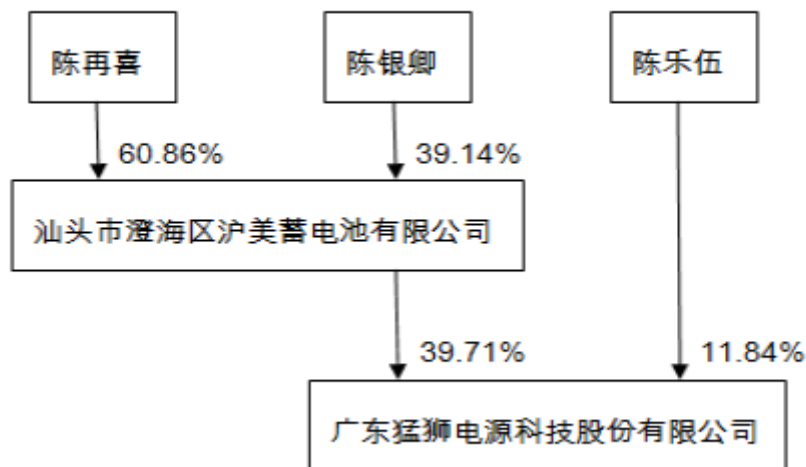 陈再喜
陈银卿
陈乐伍
60.86%
39.14%
汕头市澄海区沪美蓄电池有限公司
39.71%
11.84%
广东猛狮电源科技股份有限公司